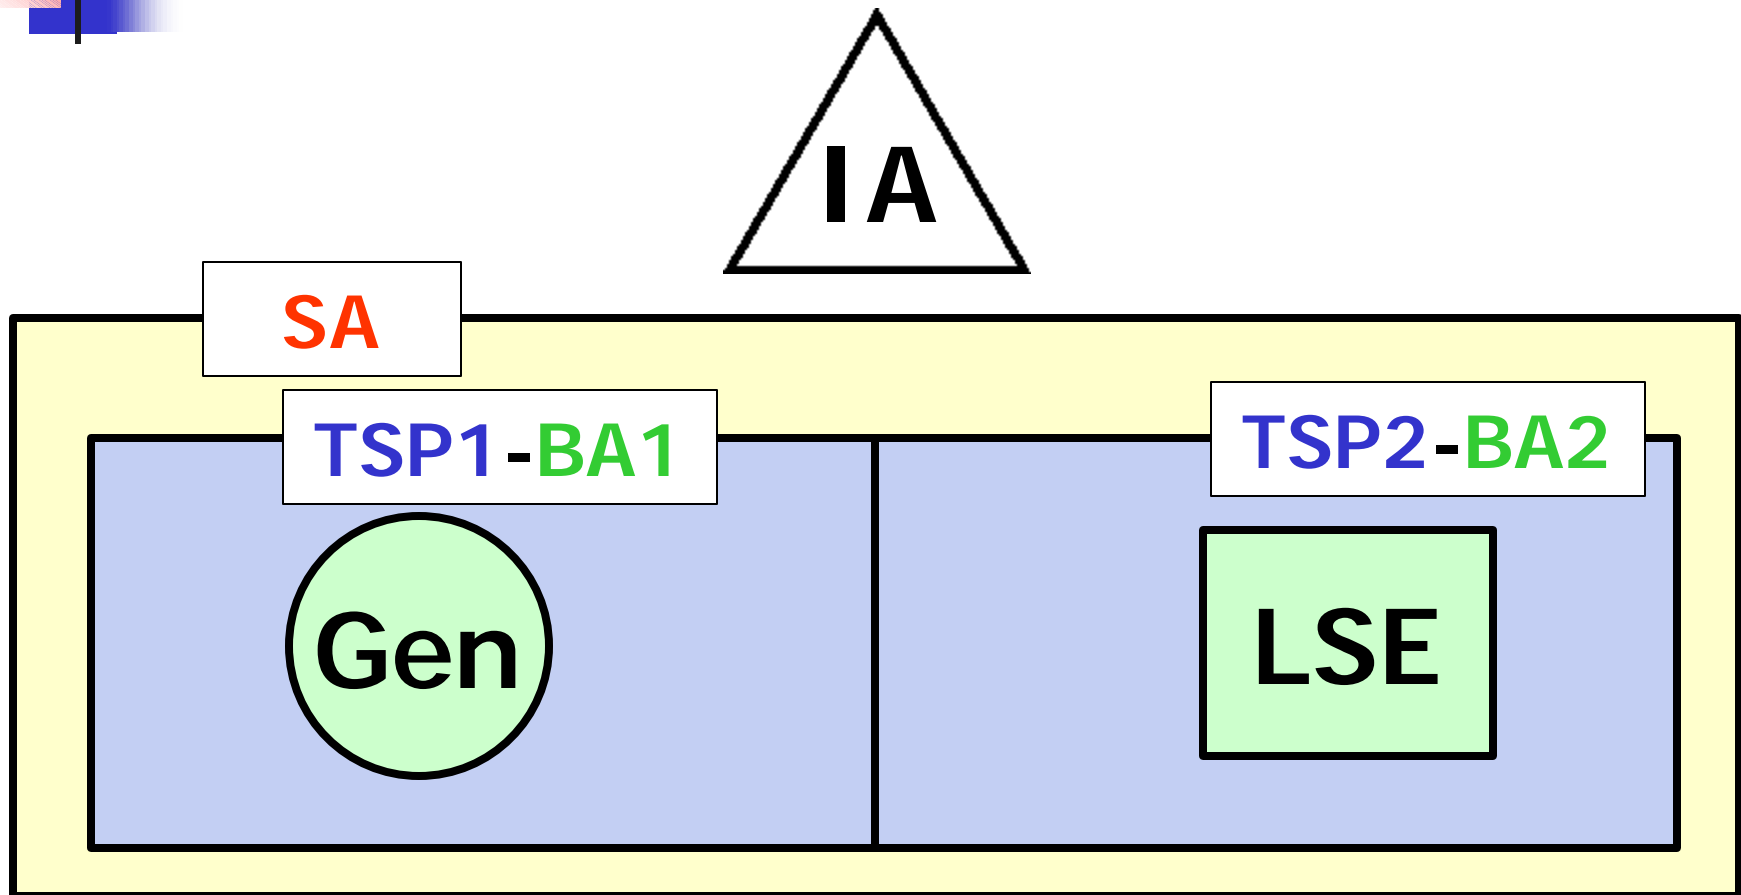 IA
SA
TSP1-BA1
TSP2-BA2
Gen
LSE